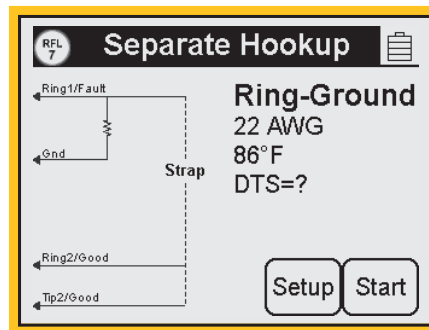 RFL
7
Separate Hookup
Ring1/Fault
Gnd
Strap
Ring2/Good
Tip2/Good
Ring-Ground
22 AWG
86°F
DTS=?
Setup
Start